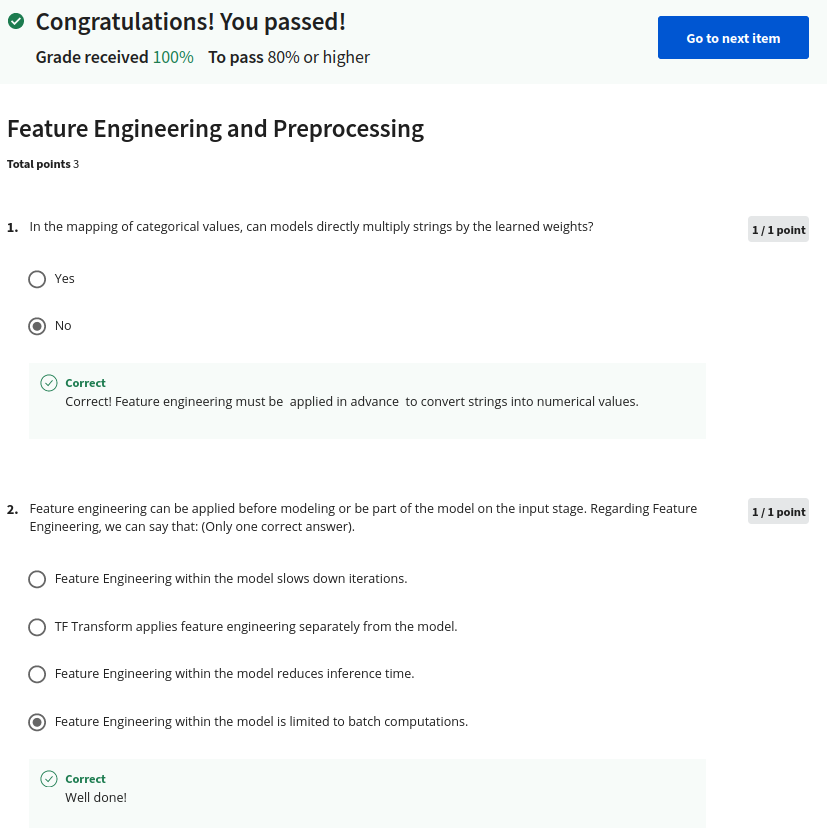 Congratulations! You passed!
Grade received 100% To pass 80% or higher
Go to next item
Feature Engineering and Preprocessing
Total points 3
1. In the mapping of categorical values, can models directly multiply strings by the learned weights?
1 / 1 point
Yes
No
Correct
Correct! Feature engineering must be applied in advance to convert strings into numerical values.
2. Feature engineering can be applied before modeling or be part of the model on the input stage. Regarding Feature
Engineering, we can say that: (Only one correct answer).
1 / 1 point
Feature Engineering within the model slows down iterations.
TF Transform applies feature engineering separately from the model.
Feature Engineering within the model reduces inference time.
Feature Engineering within the model is limited to batch computations.
Correct
Well done!